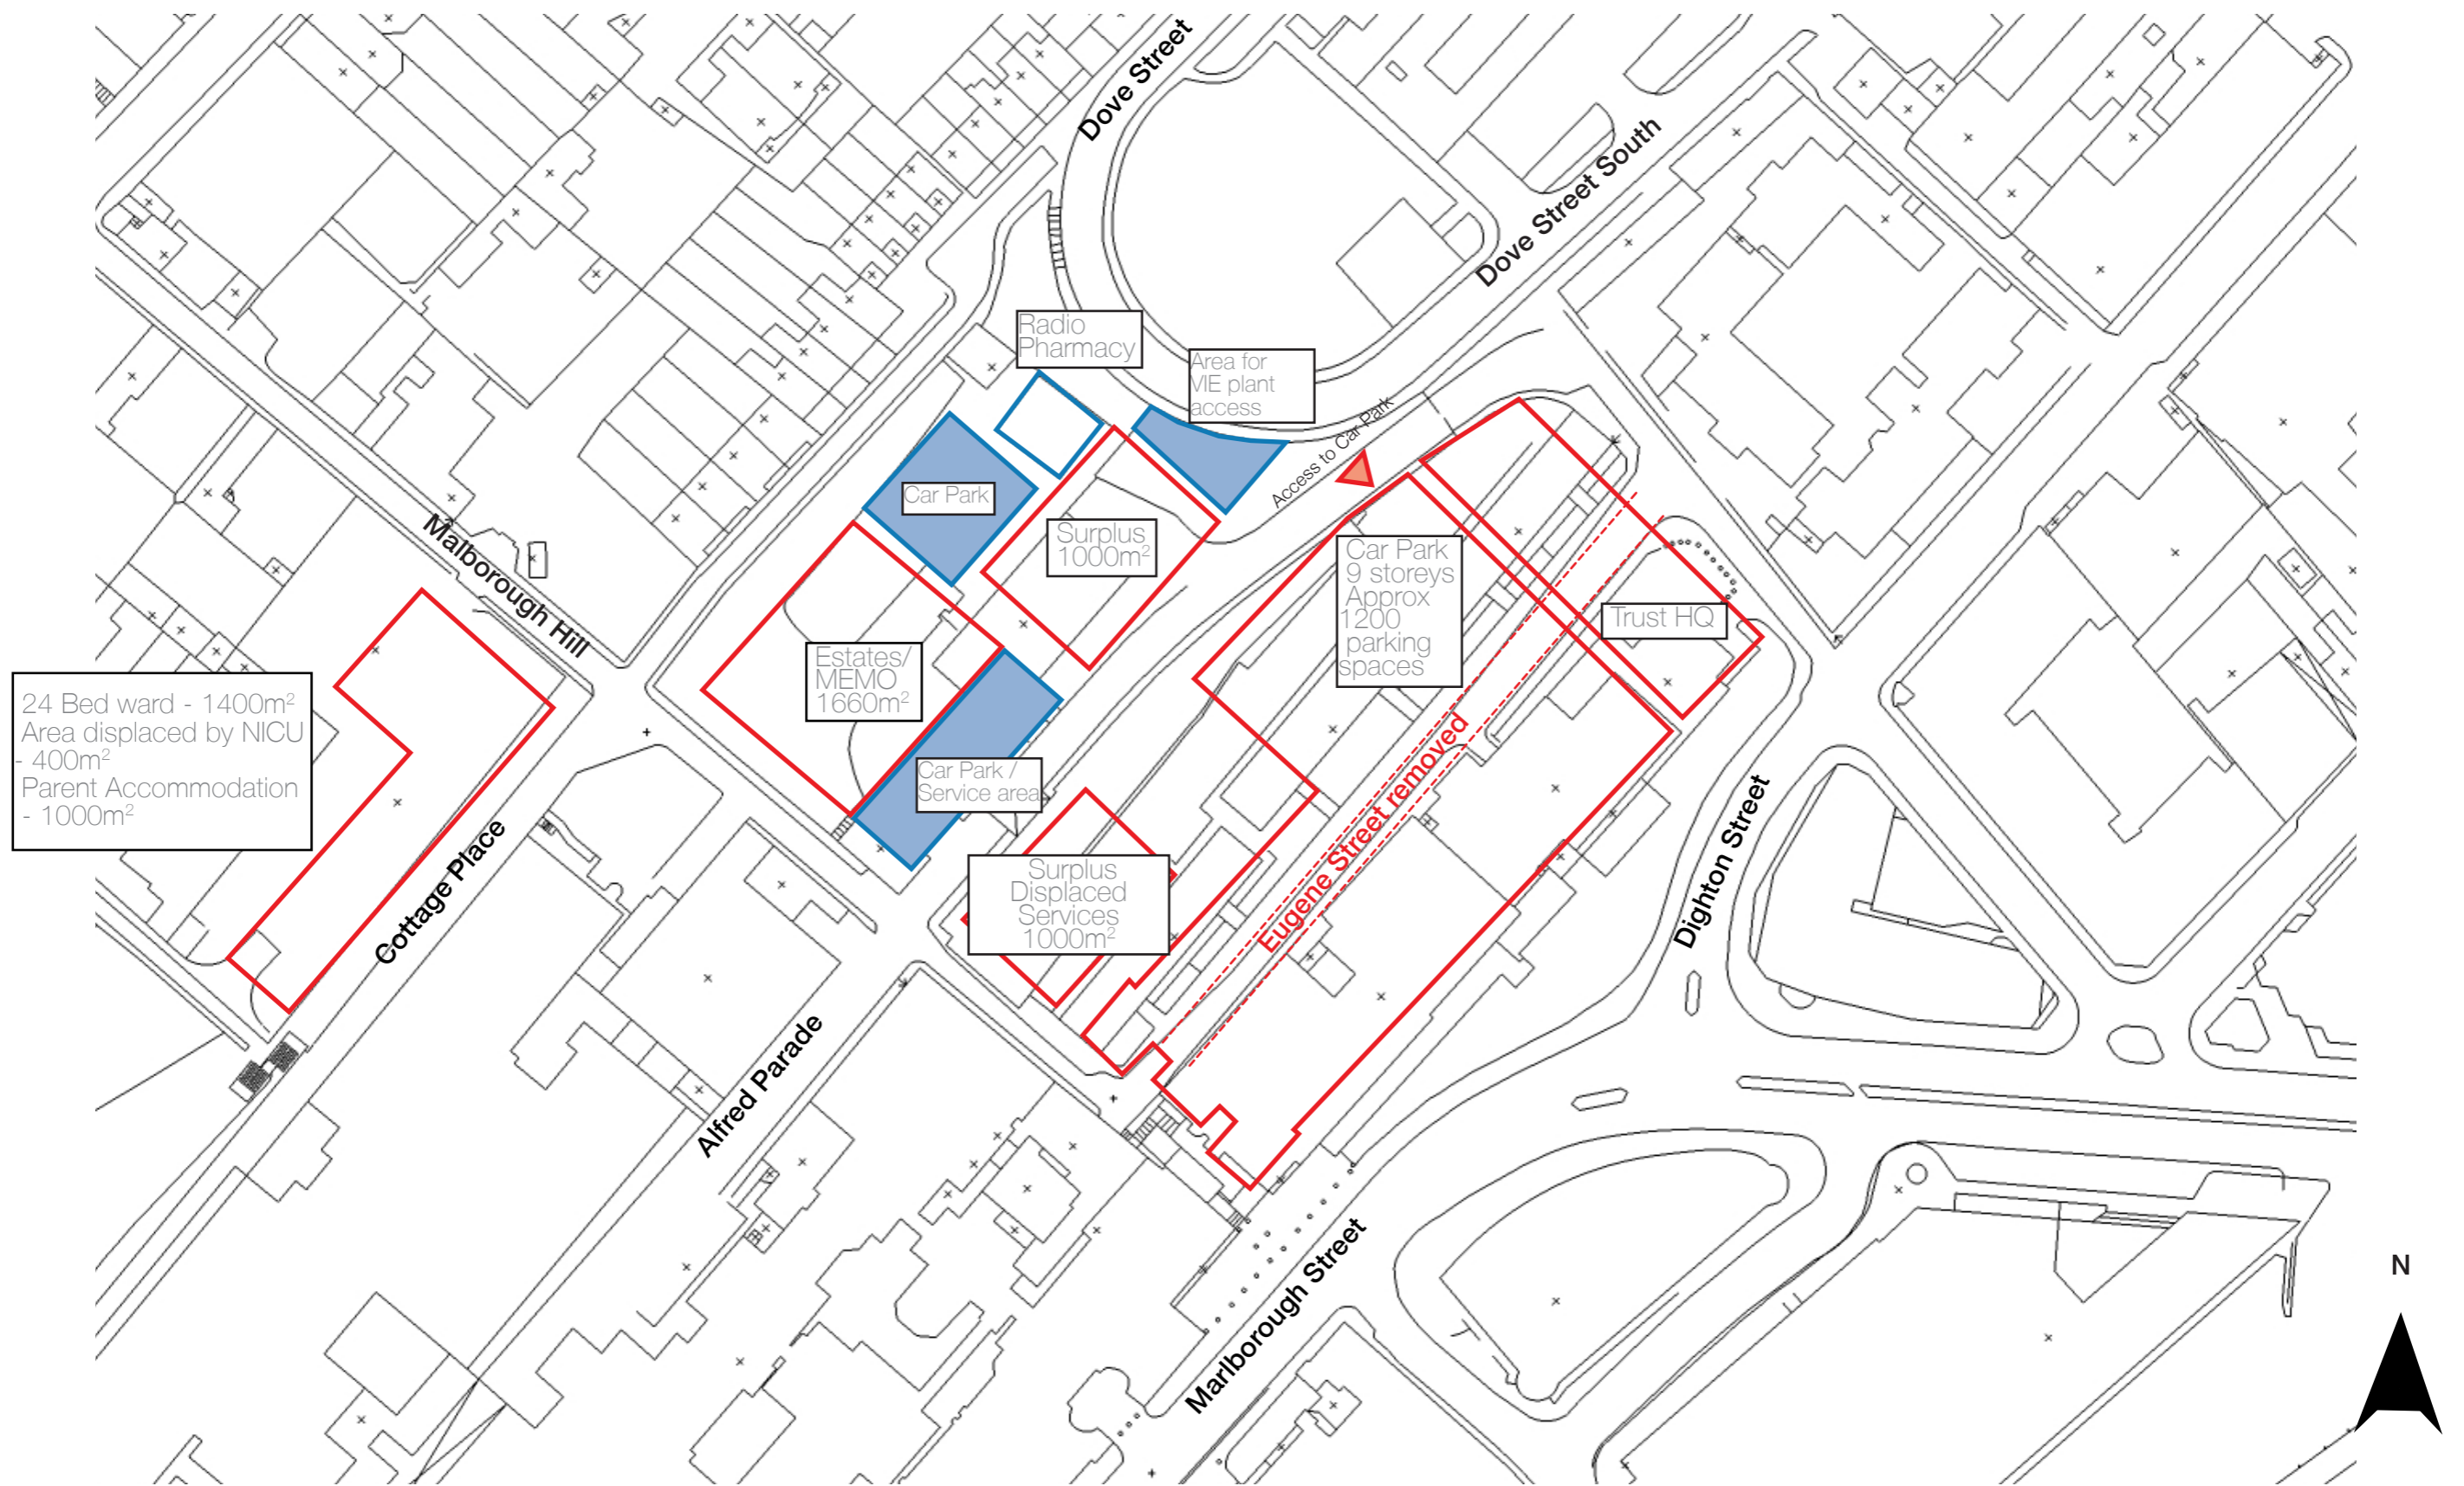 Dove Street
Dove Street South
Radio
Pharmacy
Area for
VIE plant
access
Access to Car Park
Car Park
Surplus
1000m²
Malborough Hill
Car Park
9 storeys
Approx
1200
parking
spaces
Trust HQ
Estates/
MEMO
1660m²
24 Bed ward - 1400m²
Area displaced by NICU
- 400m²
Parent Accommodation
- 1000m²
Car Park /
Service area
Eugene Street removed
Cottage Place
Surplus
Displaced
Services
1000m²
Dighton Street
Alfred Parade
Marlborough Street
N